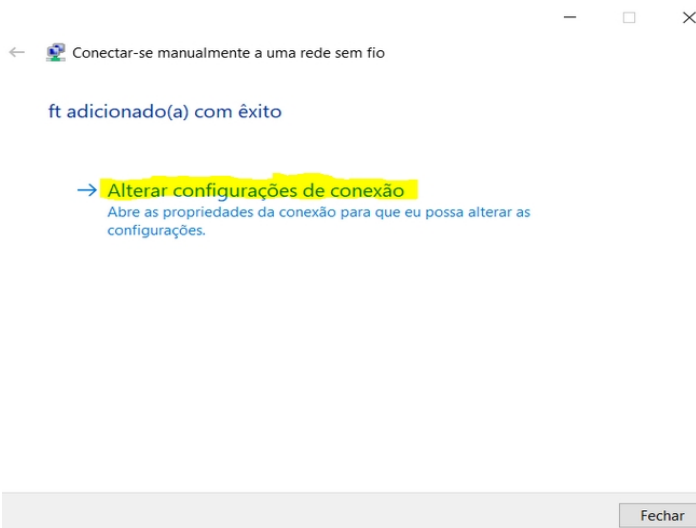 Conectar-se manualmente a uma rede sem fio
ft adicionado(a) com êxito
Alterar configurações de conexão
Abre as propriedades da conexão para que eu possa alterar as
configurações.
Fechar